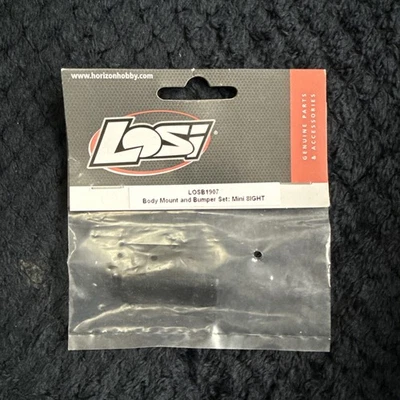 www.horizonhobby.com
LOSi
GENUINE PARTS
& ACCESSORIES
LOSB1907
Body Mount and Bumper Set: Mini 8IGHT